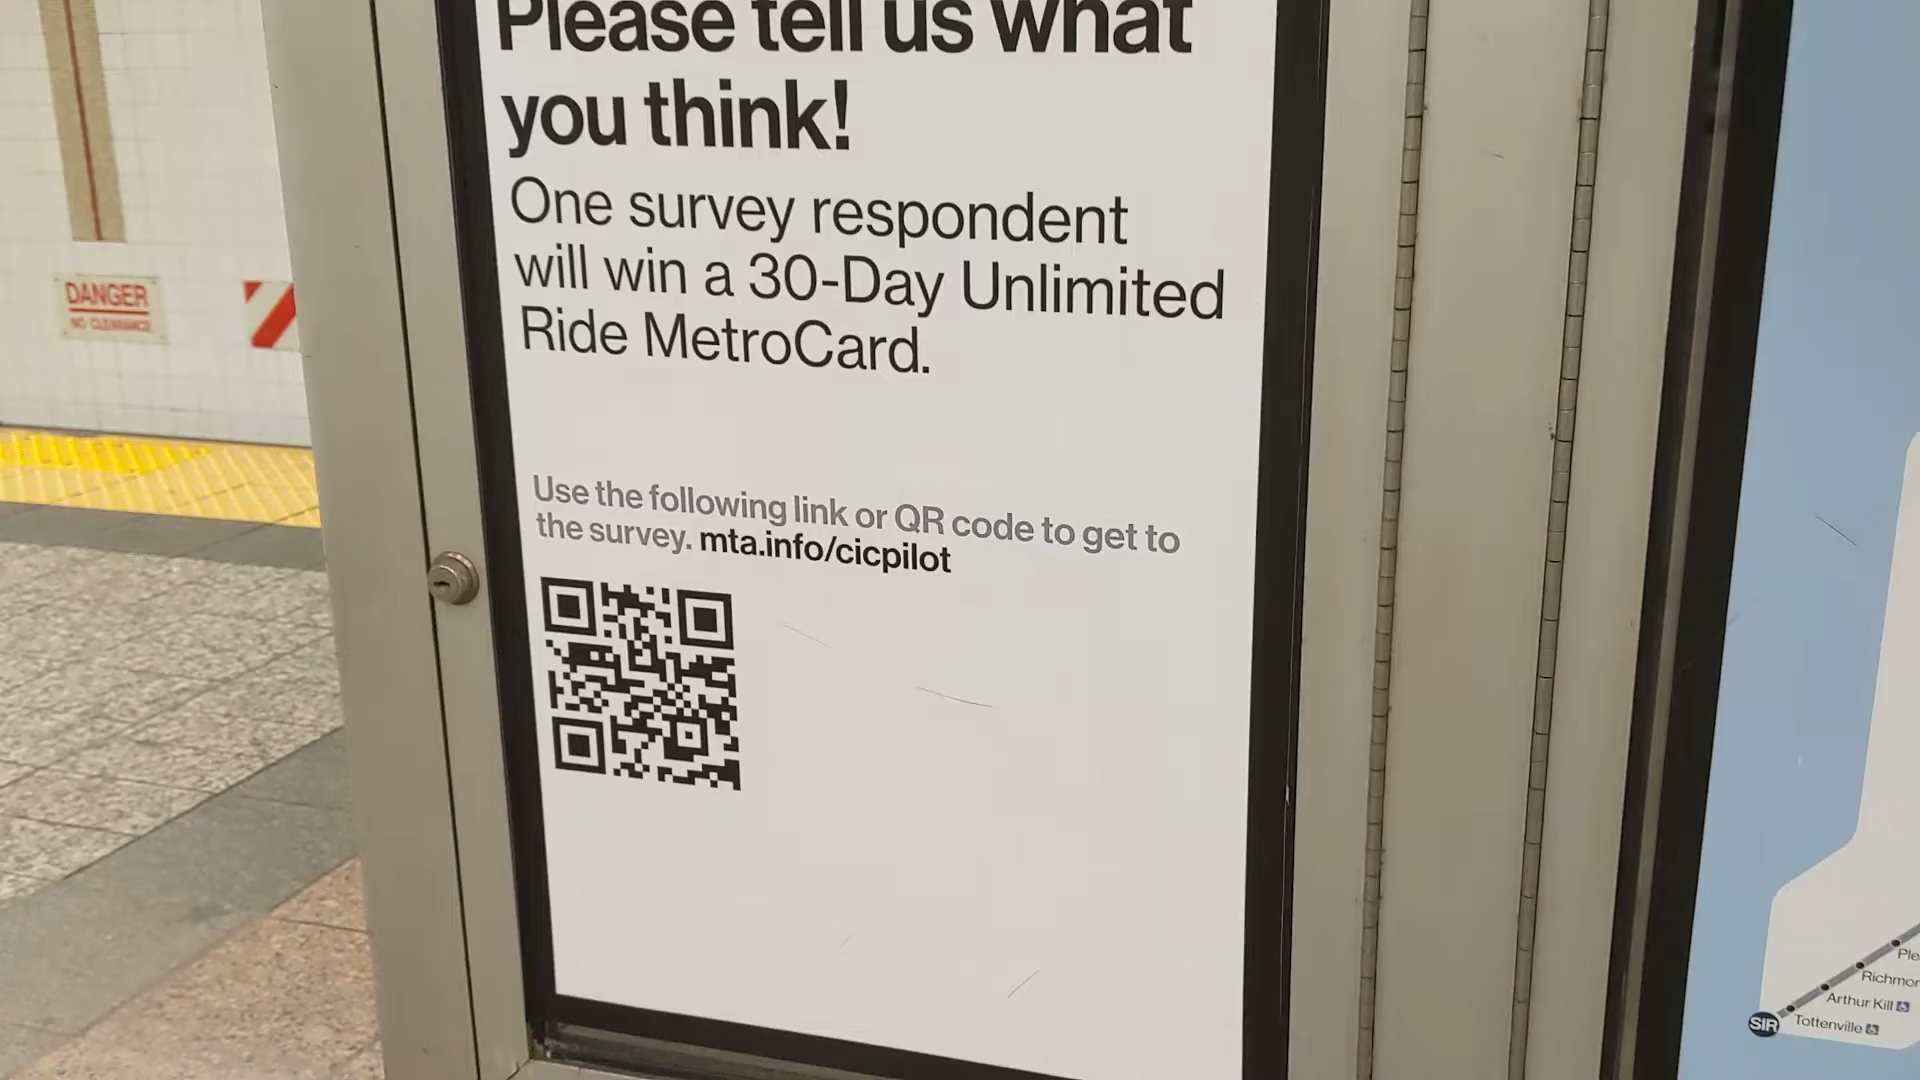 Please tell us what
you think!
One survey respondent
will win a 30-Day Unlimited
Ride MetroCard.
Use the following link or QR code to get to
the survey. mta.info/cicpilot
DANGER
NO CLEARANCE
Arthur Kill
SIR
Tottenville